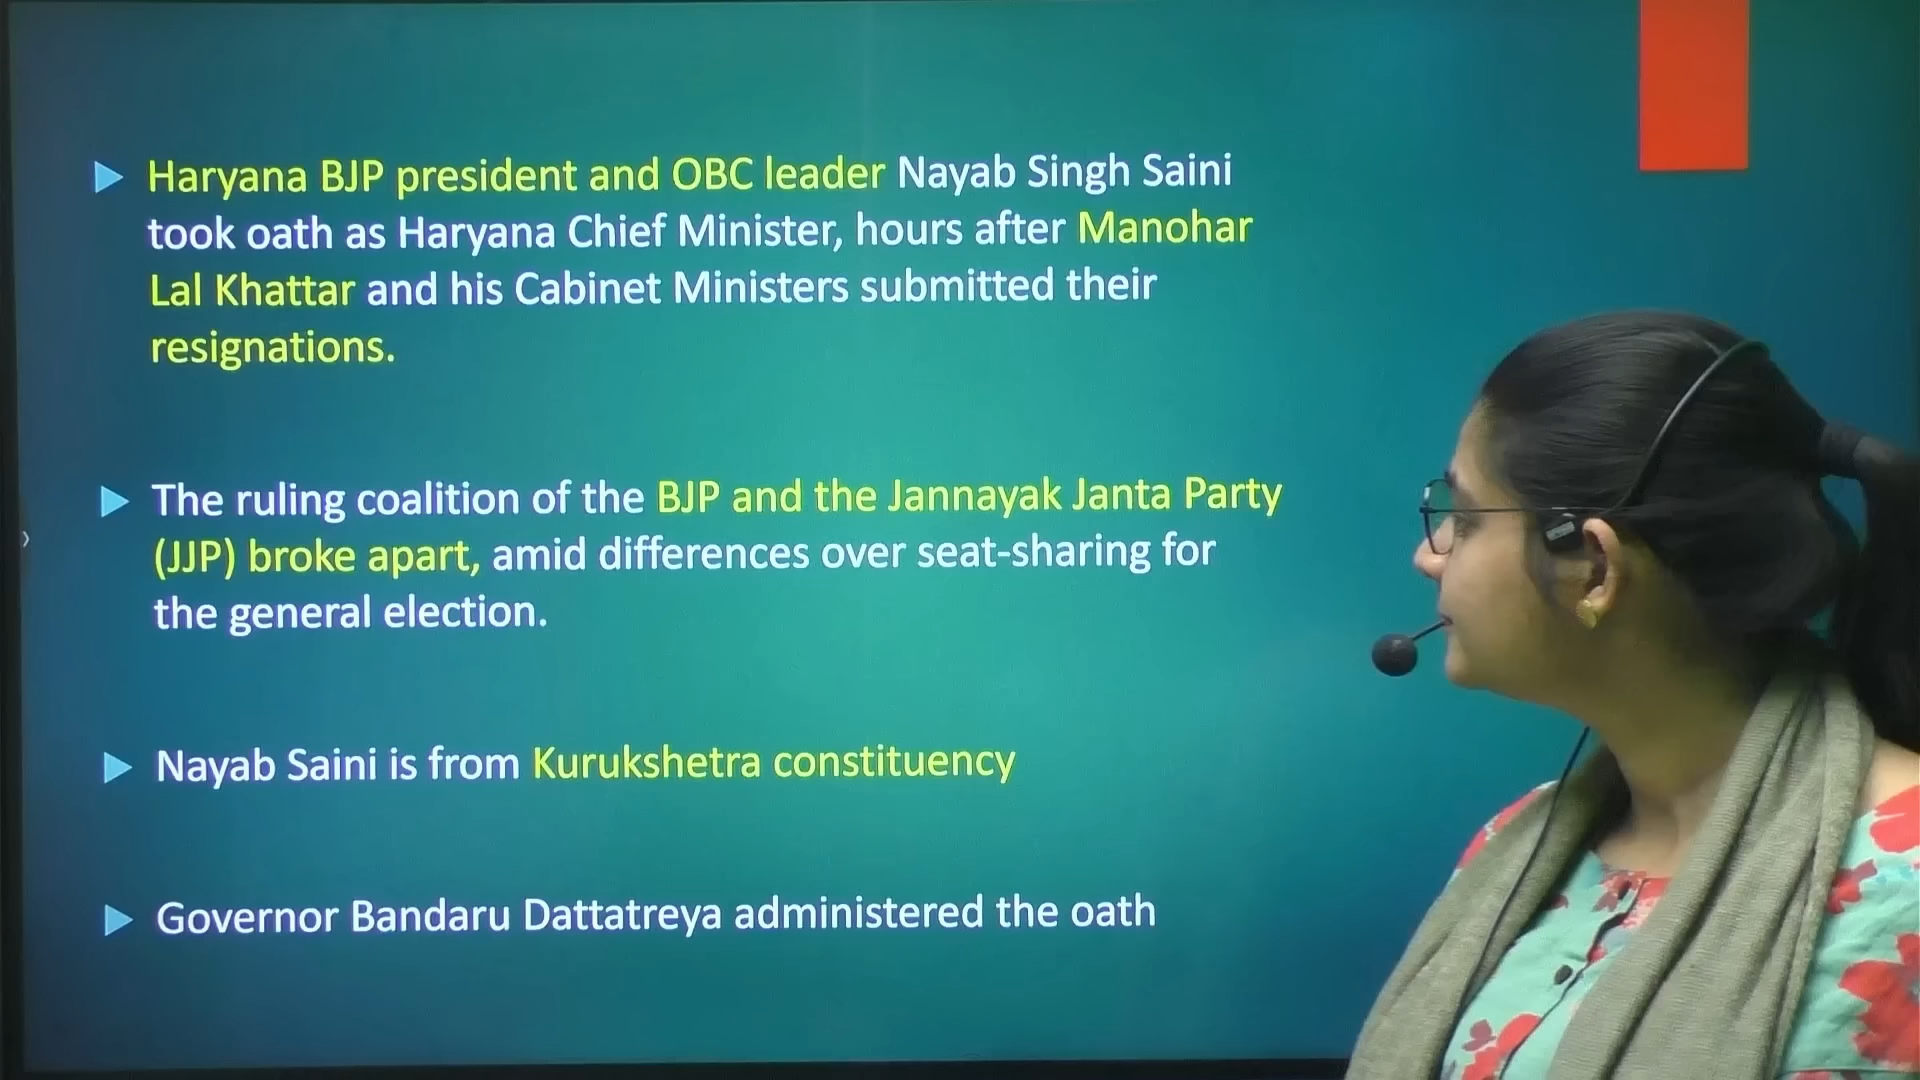 Haryana BJP president and OBC leader Nayab Singh Saini
took oath as Haryana Chief Minister, hours after Manohar
Lal Khattar and his Cabinet Ministers submitted their
resignations.
The ruling coalition of the BJP and the Jannayak Janta Party
(JJP) broke apart, amid differences over seat-sharing for
the general election.
Nayab Saini is from Kurukshetra constituency
Governor Bandaru Dattatreya administered the oath